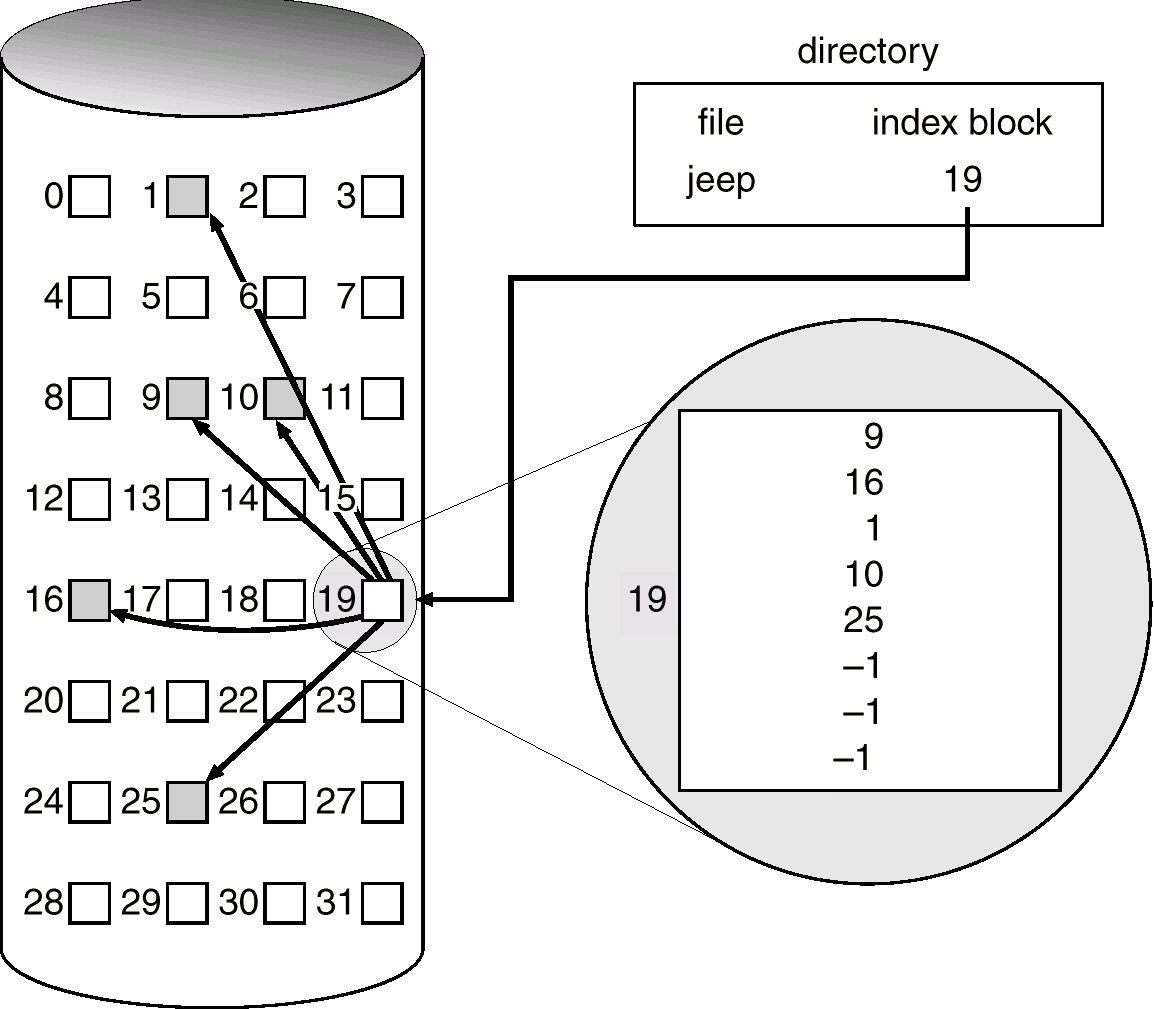 directory
file index block
jeep 19
0 1 2 3
4 5 6 7
8 9 10 11
12 13 14 15
16 17 18 19
20 21 22 23
24 25 26 27
28 29 30 31
9
16
1
10
25
–1
–1
–1
19